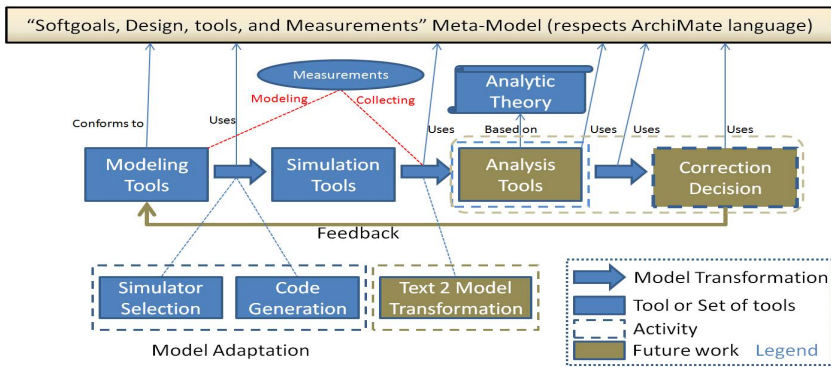 “Softgoals, Design, tools, and Measurements” Meta-Model (respects ArchiMate language)
Measurements
Modeling
Collecting
Analytic
Theory
Conforms to
Uses
Uses
Based on
Uses
Uses
Uses
Modeling
Tools
Simulation
Tools
Analysis
Tools
Correction
Decision
Feedback
Simulator
Selection
Code
Generation
Text 2 Model
Transformation
Model Adaptation
Model Transformation
Tool or Set of tools
Activity
Future work
Legend